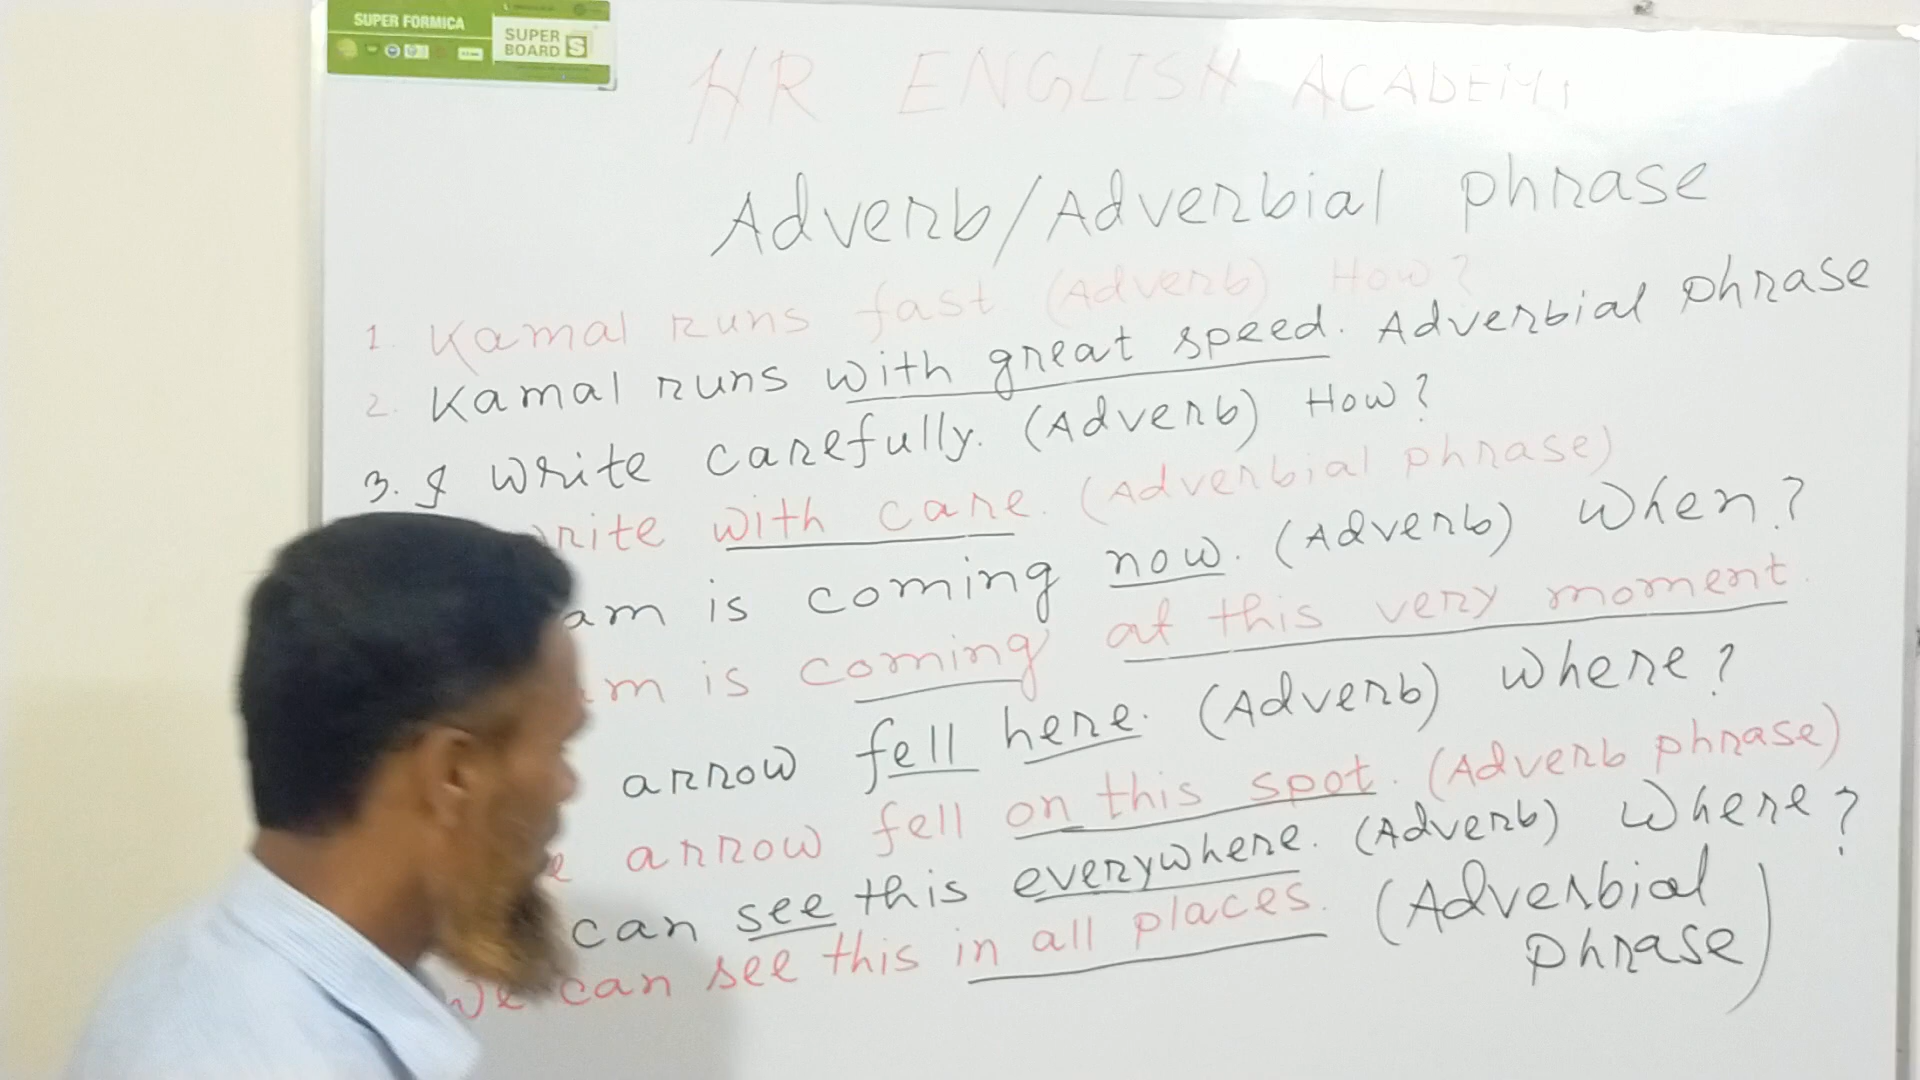 SUPER FORMICA
SUPER
BOARD S
HR ENGLISH ACADEMY
Adverb/Adverbial phrase
1. Kamal runs fast (Adverb) How?
2. Kamal runs with great speed. Adverbial phrase
3. I write carefully. (Adverb) How?
rite with care. (Adverbial phrase)
am is coming now. (Adverb) When?
m is coming at this very moment.
arrow fell here. (Adverb) where?
e arrow fell on this spot. (Adverb phrase)
can see this everywhere. (Adverb) where?
we can see this in all places. (Adverbial
phrase)